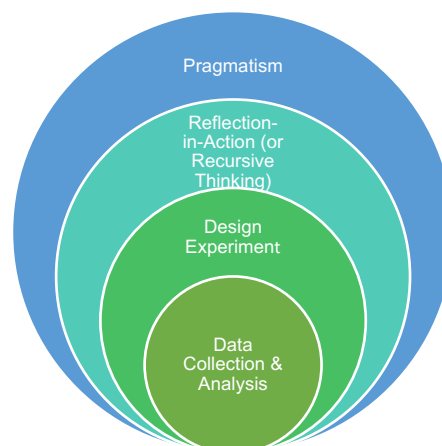 Pragmatism
Reflection-
in-Action (or
Recursive
Thinking)
Design
Experiment
Data
Collection &
Analysis